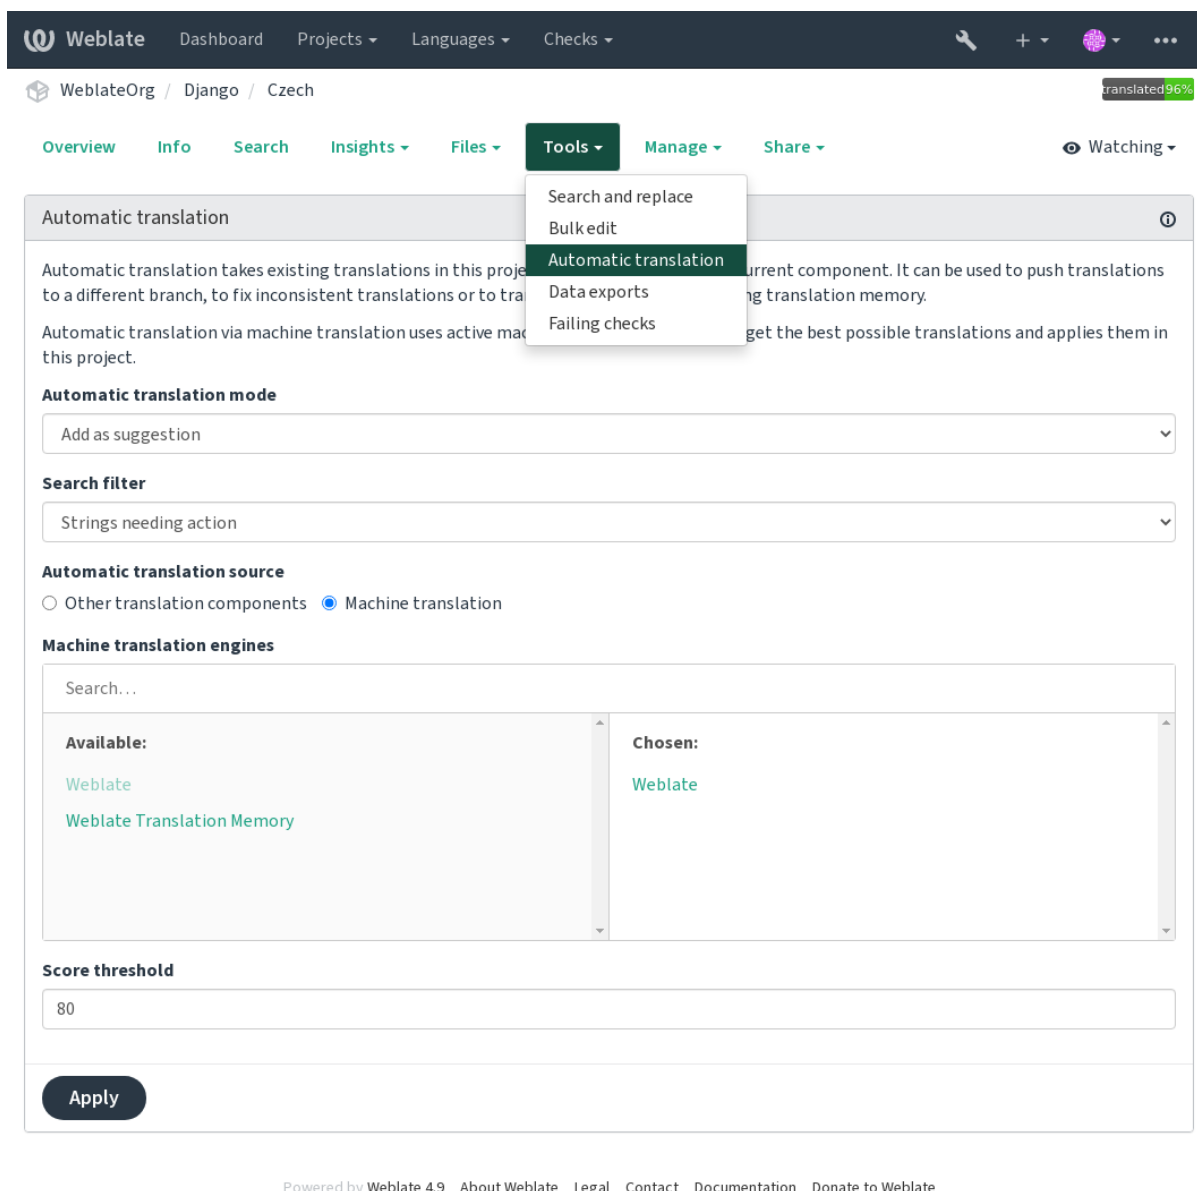 Weblate Dashboard Projects Languages Checks
WeblateOrg / Django / Czech
translated 96%
Overview Info Search Insights Files Tools Manage Share Watching
Search and replace
Bulk edit
Automatic translation
Data exports
Failing checks
Automatic translation
Automatic translation takes existing translations in this current component. It can be used to push translations
to a different branch, to fix inconsistent translations or to translation memory.
Automatic translation via machine translation uses active get the best possible translations and applies them in
this project.
Automatic translation mode
Add as suggestion
Search filter
Strings needing action
Automatic translation source
Other translation components Machine translation
Machine translation engines
Search…
Available:
Weblate
Weblate Translation Memory
Chosen:
Weblate
Score threshold
80
Apply
Powered by Weblate 4.9 About Weblate Legal Contact Documentation Donate to Weblate